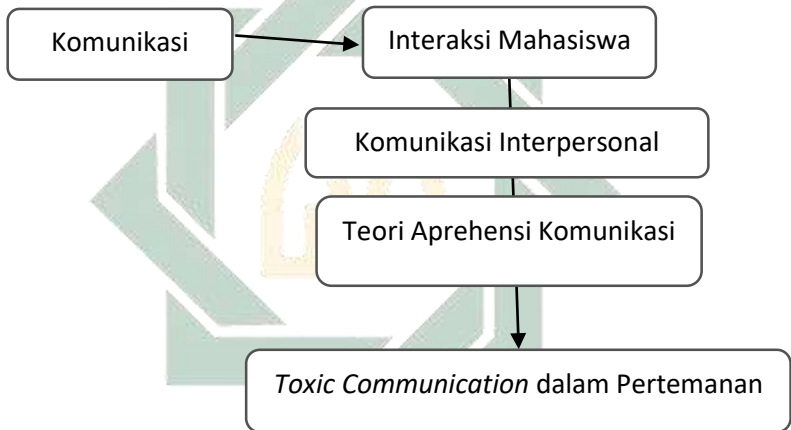 Komunikasi
Interaksi Mahasiswa
Komunikasi Interpersonal
Teori Aprehensi Komunikasi
Toxic Communication dalam Pertemanan